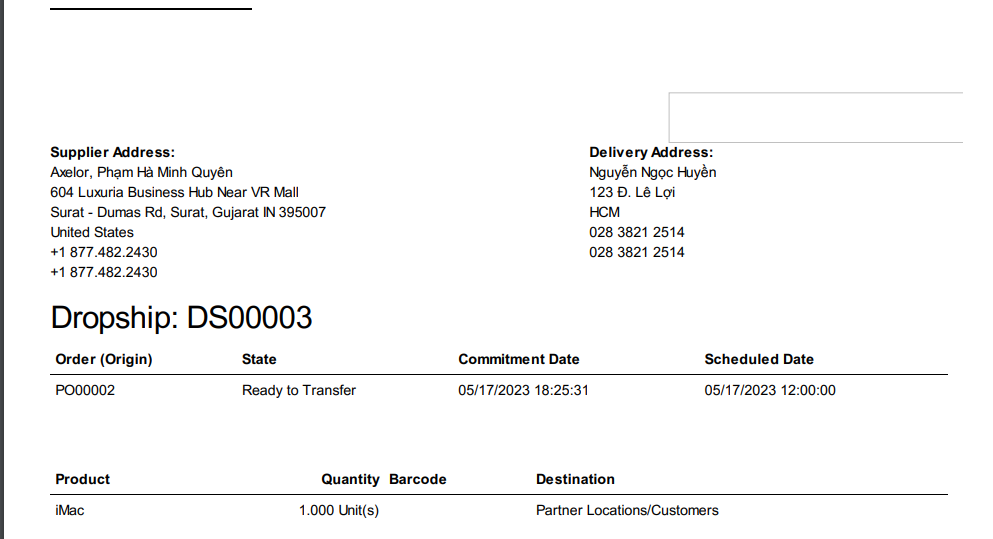 Supplier Address:
Axelor, Phạm Hà Minh Quyên
604 Luxuria Business Hub Near VR Mall
Surat - Dumas Rd, Surat, Gujarat IN 395007
United States
+1 877.482.2430
+1 877.482.2430
Delivery Address:
Nguyễn Ngọc Huyền
123 Đ. Lê Lợi
HCM
028 3821 2514
028 3821 2514
Dropship: DS00003
Order (Origin) State Commitment Date Scheduled Date
PO00002 Ready to Transfer 05/17/2023 18:25:31 05/17/2023 12:00:00
Product Quantity Barcode Destination
iMac 1.000 Unit(s) Partner Locations/Customers